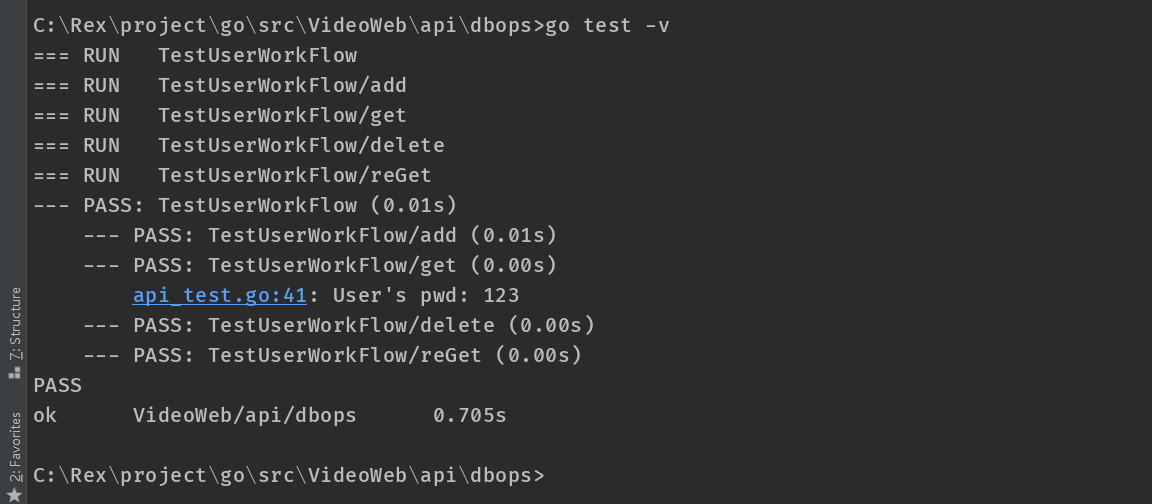 C:\Rex\project\go\src\VideoWeb\api\dbops>go test -v
=== RUN   TestUserWorkFlow
=== RUN   TestUserWorkFlow/add
=== RUN   TestUserWorkFlow/get
=== RUN   TestUserWorkFlow/delete
=== RUN   TestUserWorkFlow/reGet
--- PASS: TestUserWorkFlow (0.01s)
    --- PASS: TestUserWorkFlow/add (0.01s)
    --- PASS: TestUserWorkFlow/get (0.00s)
        api_test.go:41: User's pwd: 123
    --- PASS: TestUserWorkFlow/delete (0.00s)
    --- PASS: TestUserWorkFlow/reGet (0.00s)
PASS
ok      VideoWeb/api/dbops      0.705s
C:\Rex\project\go\src\VideoWeb\api\dbops>
7: Structure
2: Favorites